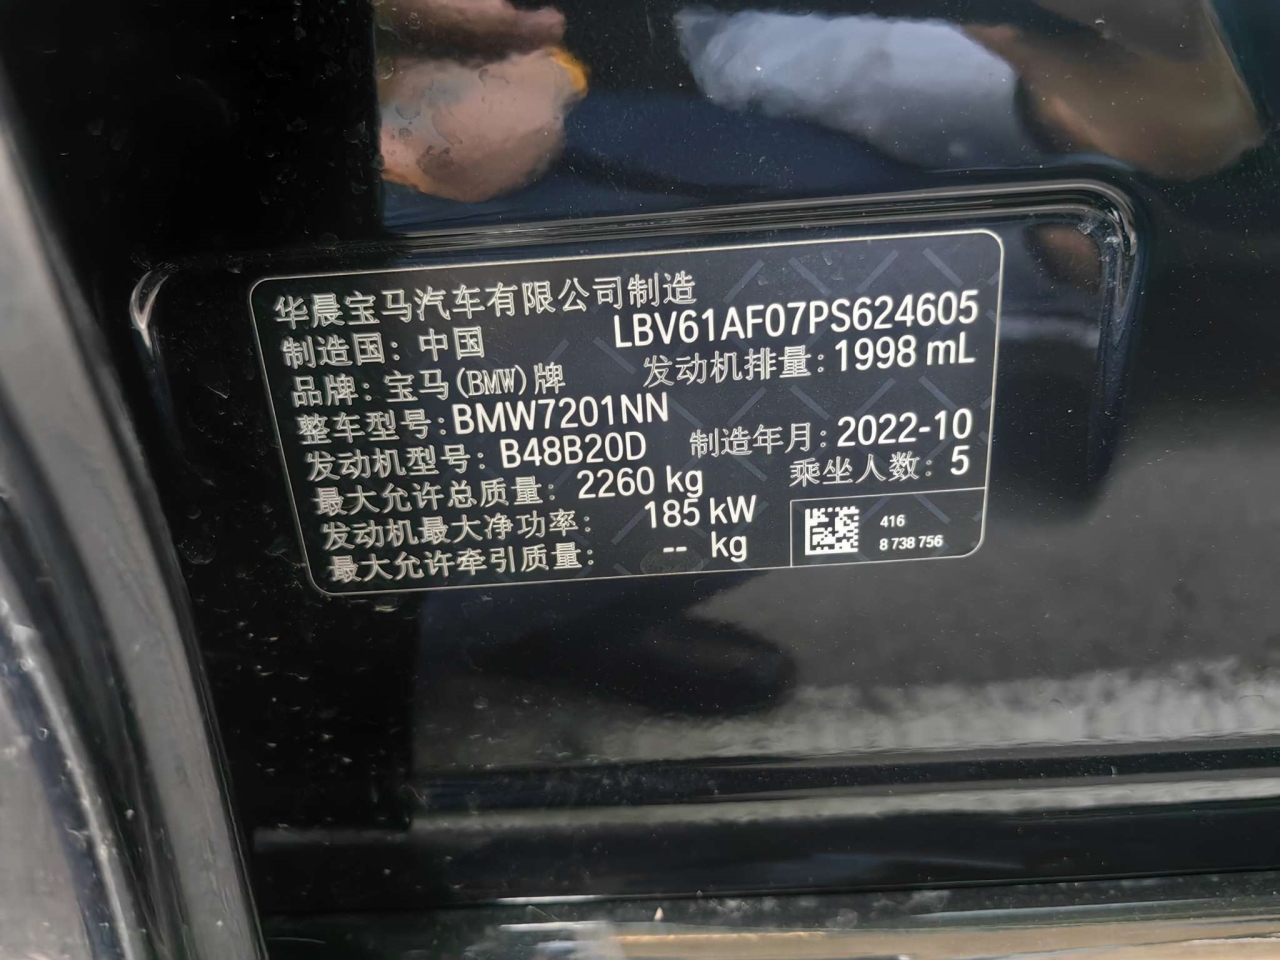 华晨宝马汽车有限公司制造
制造国：中国 LBV61AF07PS624605
品牌：宝马(BMW)牌 发动机排量：1998 mL
整车型号：BMW7201NN
发动机型号：B48B20D 制造年月：2022-10
最大允许总质量：2260 kg 乘坐人数：5
发动机最大净功率：185 kW
最大允许牵引质量：-- kg
416
8 738 756